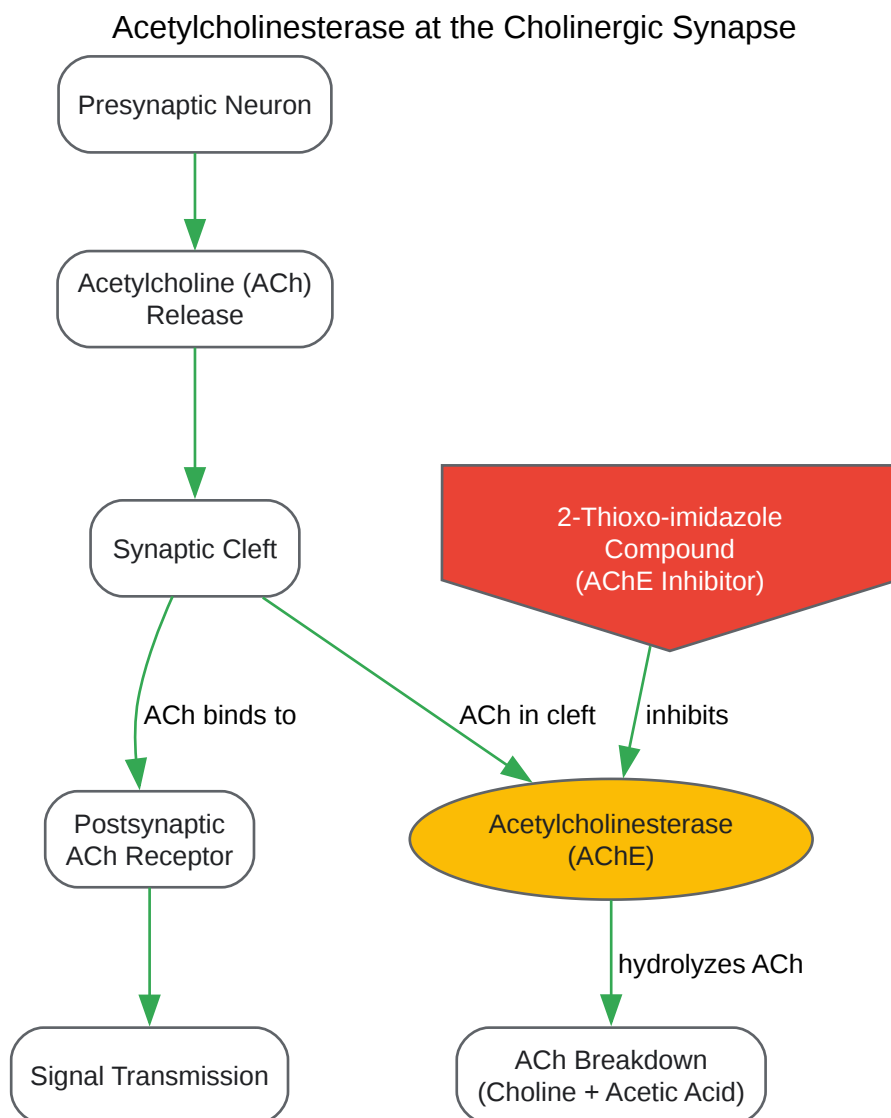 Acetylcholinesterase at the Cholinergic Synapse
Presynaptic Neuron
Acetylcholine (ACh)
Release
Synaptic Cleft
2-Thioxo-imidazole
Compound
(AChE Inhibitor)
ACh binds to
ACh in cleft
inhibits
Postsynaptic
ACh Receptor
Acetylcholinesterase
(AChE)
hydrolyzes ACh
Signal Transmission
ACh Breakdown
(Choline + Acetic Acid)